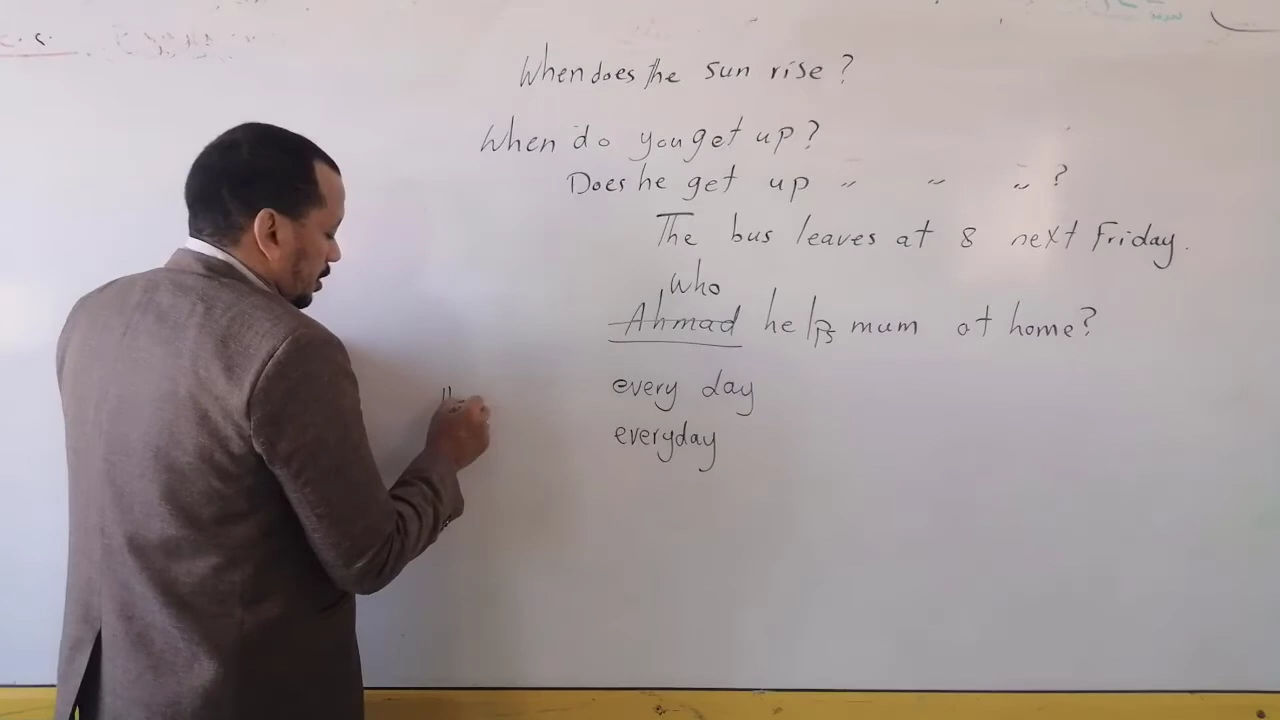 When does the sun rise?
When do you get up?
Does he get up " " " ?
The bus leaves at 8 next Friday.
Who
Ahmad helps mum at home?
every day
everyday